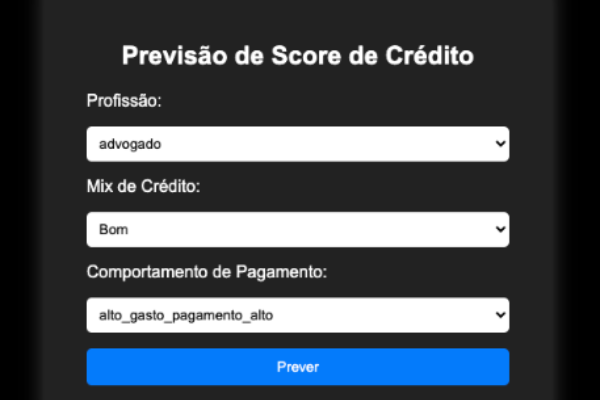 Previsão de Score de Crédito
Profissão:
advogado
Mix de Crédito:
Bom
Comportamento de Pagamento:
alto_gasto_pagamento_alto
Prever